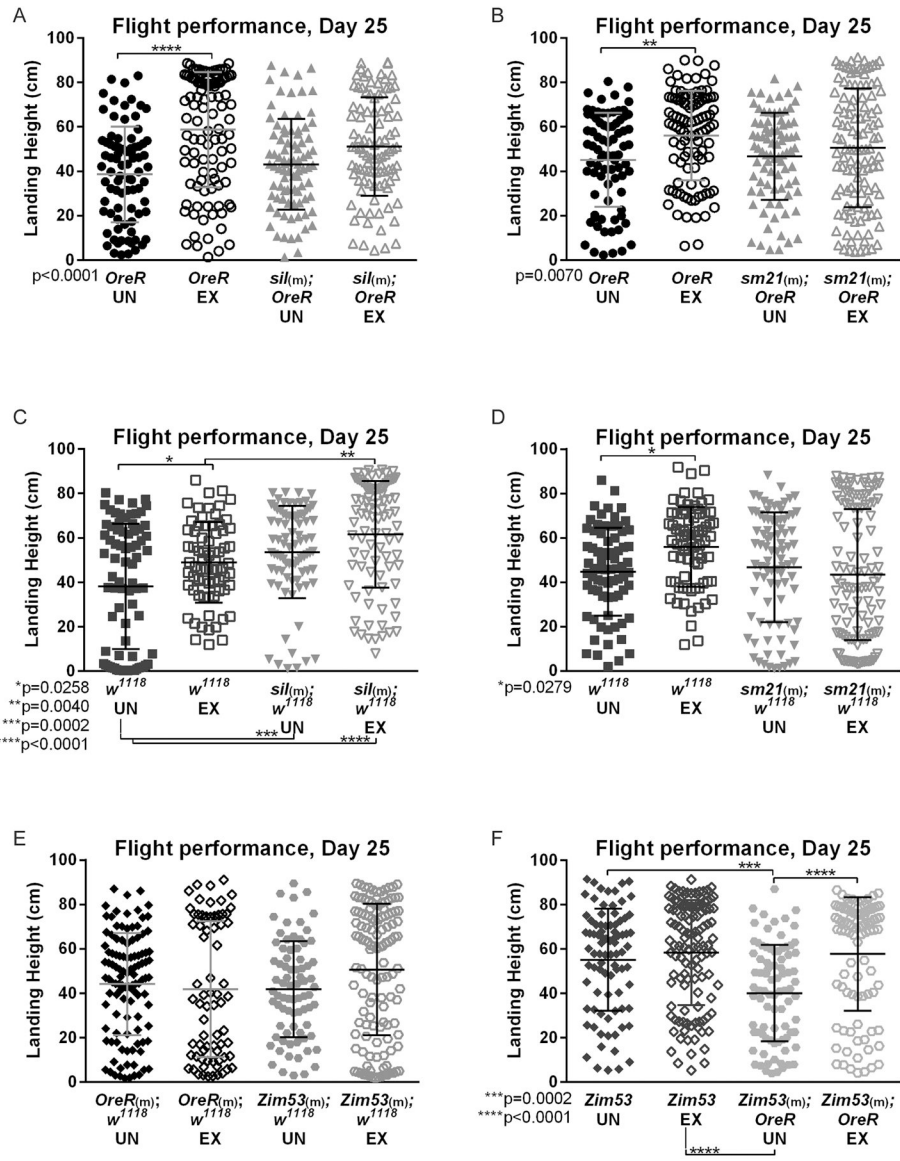 A
Flight performance, Day 25
****
Landing Height (cm)
100
80
60
40
20
0
p<0.0001
OreR UN
OreR EX
sil(m); OreR UN
sil(m); OreR EX
B
Flight performance, Day 25
**
Landing Height (cm)
100
80
60
40
20
0
p=0.0070
OreR UN
OreR EX
sm21(m); OreR UN
sm21(m); OreR EX
C
Flight performance, Day 25
*
**
Landing Height (cm)
100
80
60
40
20
0
*p=0.0258
**p=0.0040
***p=0.0002
****p<0.0001
w1118 UN
w1118 EX
sil(m); w1118 UN
sil(m); w1118 EX
***
****
D
Flight performance, Day 25
*
Landing Height (cm)
100
80
60
40
20
0
*p=0.0279
w1118 UN
w1118 EX
sm21(m); w1118 UN
sm21(m); w1118 EX
E
Flight performance, Day 25
Landing Height (cm)
100
80
60
40
20
0
OreR(m); w1118 UN
OreR(m); w1118 EX
Zim53(m); w1118 UN
Zim53(m); w1118 EX
F
Flight performance, Day 25
***
****
Landing Height (cm)
100
80
60
40
20
0
***p=0.0002
****p<0.0001
Zim53 UN
Zim53 EX
Zim53(m); OreR UN
Zim53(m); OreR EX
****